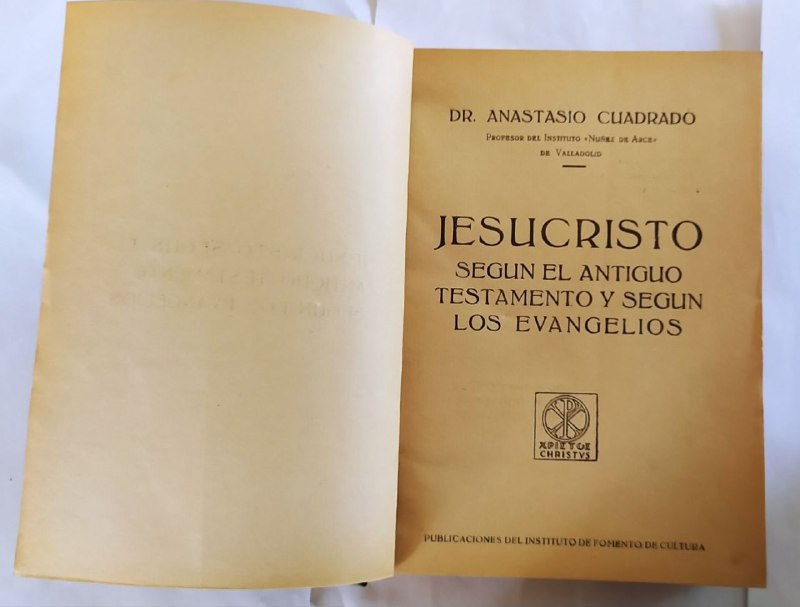 DR. ANASTASIO CUADRADO
PROFESOR DEL INSTITUTO «NUÑEZ DE ARCE»
DE VALLADOLID
JESUCRISTO
SEGUN EL ANTIGUO
TESTAMENTO Y SEGUN
LOS EVANGELIOS
ΧΡΙΣΤΟΣ
CHRISTVS
PUBLICACIONES DEL INSTITUTO DE FOMENTO DE CULTURA